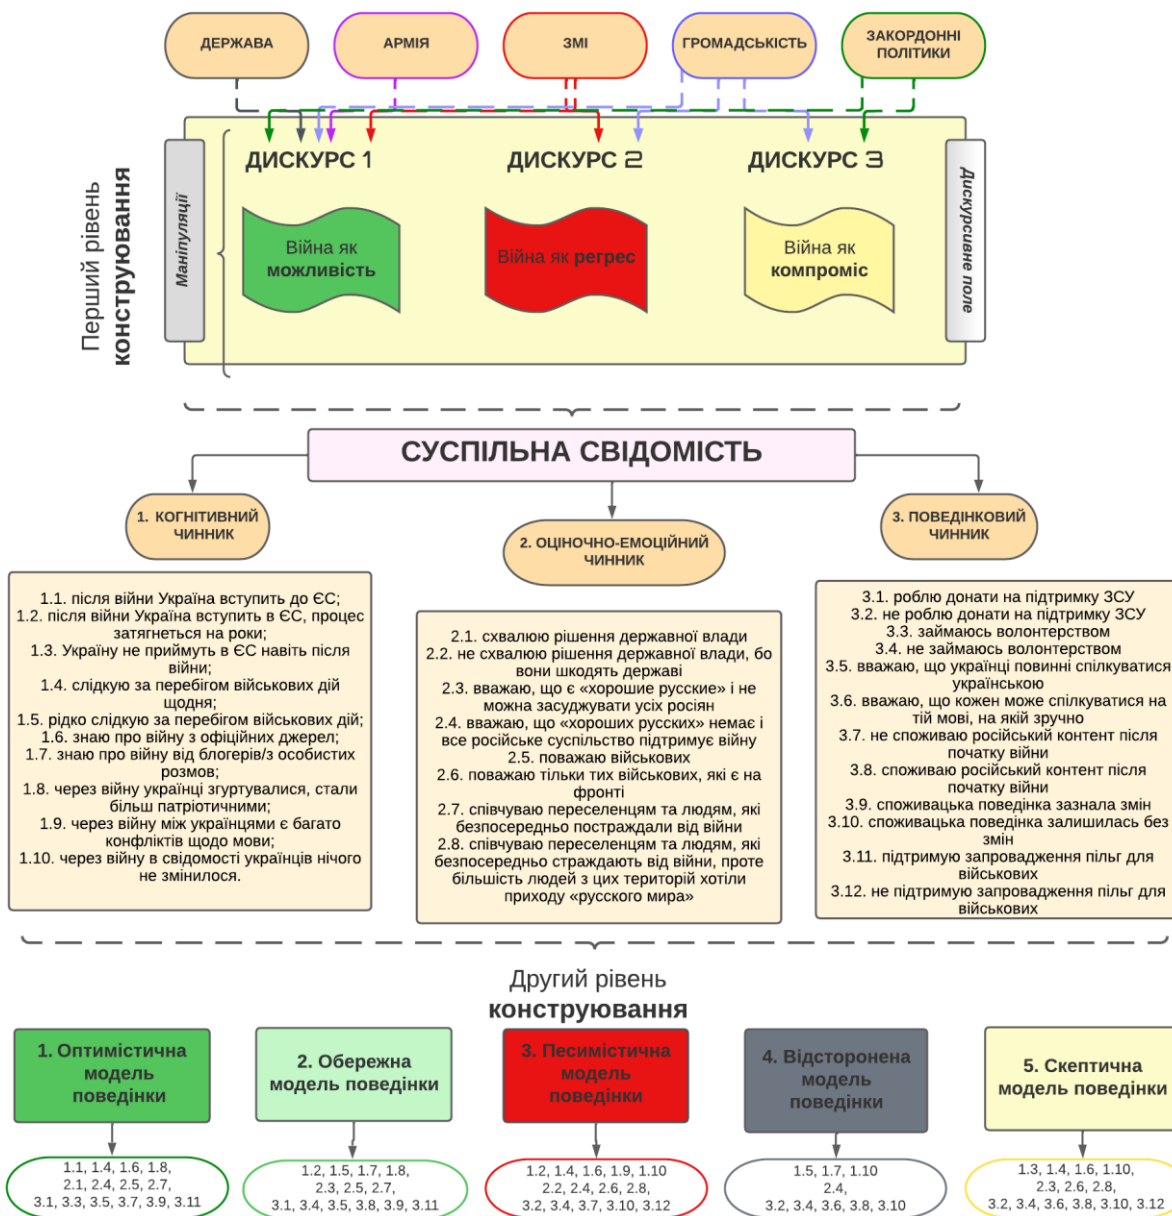 ДЕРЖАВА
АРМІЯ
ЗМІ
ГРОМАДСЬКІСТЬ
ЗАКОРДОННІ
ПОЛІТИКИ
Перший рівень
конструювання
Маніпуляції
ДИСКУРС 1
ДИСКУРС 2
ДИСКУРС 3
Війна як
можливість
Війна як регрес
Війна як
компроміс
Дискурсивне поле
СУСПІЛЬНА СВІДОМІСТЬ
1. КОГНІТИВНИЙ
ЧИННИК
2. ОЦІНОЧНО-ЕМОЦІЙНИЙ
ЧИННИК
3. ПОВЕДІНКОВИЙ
ЧИННИК
1.1. після війни Україна вступить до ЄС;
1.2. після війни Україна вступить в ЄС, процес
затягнеться на роки;
1.3. Україну не приймуть в ЄС навіть після
війни;
1.4. слідкую за перебігом військових дій
щодня;
1.5. рідко слідкую за перебігом військових дій;
1.6. знаю про війну з офіційних джерел;
1.7. знаю про війну від блогерів/з особистих
розмов;
1.8. через війну українці згуртувалися, стали
більш патріотичними;
1.9. через війну між українцями є багато
конфліктів щодо мови;
1.10. через війну в свідомості українців нічого
не змінилося.
2.1. схвалюю рішення державної влади
2.2. не схвалюю рішення державної влади, бо
вони шкодять державі
2.3. вважаю, що є «хорошие русские» і не
можна засуджувати усіх росіян
2.4. вважаю, що «хороших русских» немає і
все російське суспільство підтримує війну
2.5. поважаю військових
2.6. поважаю тільки тих військових, які є на
фронті
2.7. співчуваю переселенцям та людям, які
безпосередньо постраждали від війни
2.8. співчуваю переселенцям та людям, які
безпосередньо страждають від війни, проте
більшість людей з цих територій хотіли
приходу «русского мира»
3.1. роблю донати на підтримку ЗСУ
3.2. не роблю донати на підтримку ЗСУ
3.3. займаюсь волонтерством
3.4. не займаюсь волонтерством
3.5. вважаю, що українці повинні спілкуватися
українською
3.6. вважаю, що кожен може спілкуватися на
тій мові, на якій зручно
3.7. не споживаю російський контент після
початку війни
3.8. споживаю російський контент після
початку війни
3.9. споживацька поведінка зазнала змін
3.10. споживацька поведінка залишилась без
змін
3.11. підтримую запровадження пільг для
військових
3.12. не підтримую запровадження пільг для
військових
Другий рівень
конструювання
1. Оптимістична
модель
поведінки
2. Обережна
модель поведінки
3. Песимістична
модель
поведінки
4. Відсторонена
модель
поведінки
5. Скептична
модель поведінки
1.1, 1.4, 1.6, 1.8,
2.1, 2.4, 2.5, 2.7,
3.1, 3.3, 3.5, 3.7, 3.9, 3.11
1.2, 1.5, 1.7, 1.8,
2.3, 2.5, 2.7,
3.1, 3.4, 3.5, 3.8, 3.9, 3.11
1.2, 1.4, 1.6, 1.9, 1.10
2.2, 2.4, 2.6, 2.8,
3.2, 3.4, 3.7, 3.10, 3.12
1.5, 1.7, 1.10
2.4,
3.2, 3.4, 3.6, 3.8, 3.10
1.3, 1.4, 1.6, 1.10,
2.3, 2.6, 2.8,
3.2, 3.4, 3.6, 3.8, 3.10, 3.12